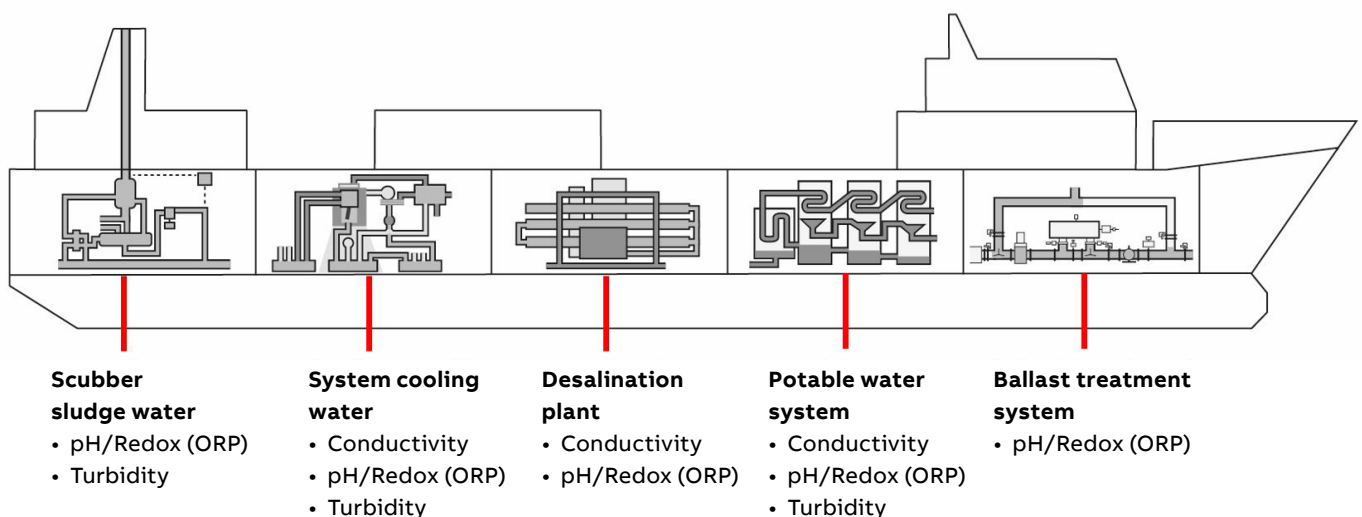 Scubber
sludge water
• pH/Redox (ORP)
• Turbidity
System cooling
water
• Conductivity
• pH/Redox (ORP)
• Turbidity
Desalination
plant
• Conductivity
• pH/Redox (ORP)
Potable water
system
• Conductivity
• pH/Redox (ORP)
• Turbidity
Ballast treatment
system
• pH/Redox (ORP)